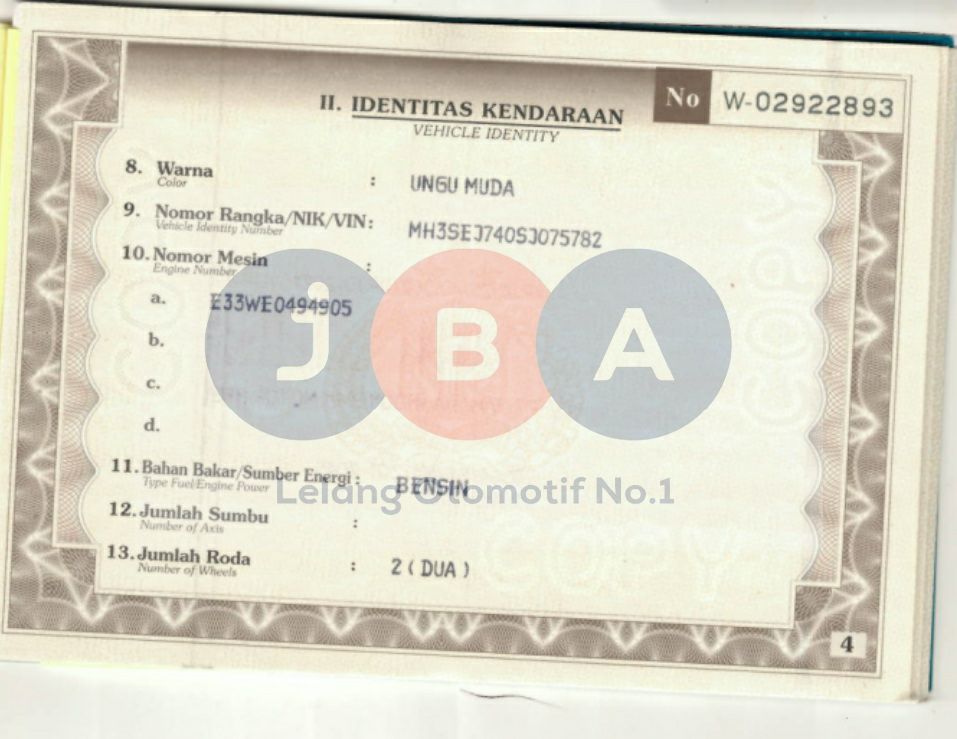 No W-02922893
II. IDENTITAS KENDARAAN
VEHICLE IDENTITY
8. Warna : UNGU MUDA
Color
9. Nomor Rangka/NIK/VIN: MH3SEJ740SJ075782
Vehicle Identity Number
10. Nomor Mesin :
Engine Number
a. E33WE0494905
b.
c.
d.
JBA
11. Bahan Bakar/Sumber Energi : BENSIN
Type Fuel/Engine Power
Lelang Otomotif No.1
12. Jumlah Sumbu :
Number of Axis
13. Jumlah Roda : 2 ( DUA )
Number of Wheels
COPY
COPY
4